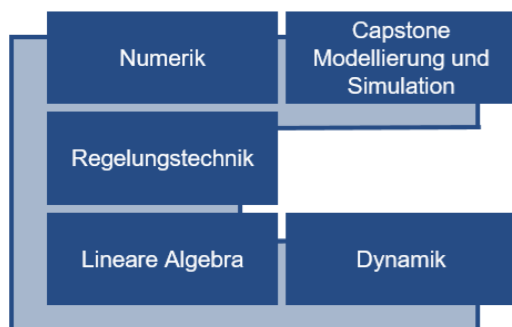 Numerik
Capstone
Modellierung und
Simulation
Regelungstechnik
Lineare Algebra
Dynamik